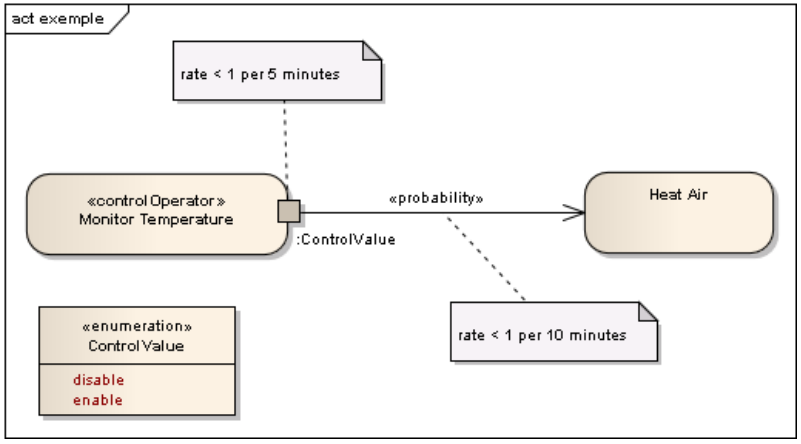 act exemple
rate < 1 per 5 minutes
«controlOperator»
Monitor Temperature
«probability»
Heat Air
:ControlValue
«enumeration»
ControlValue
rate < 1 per 10 minutes
disable
enable